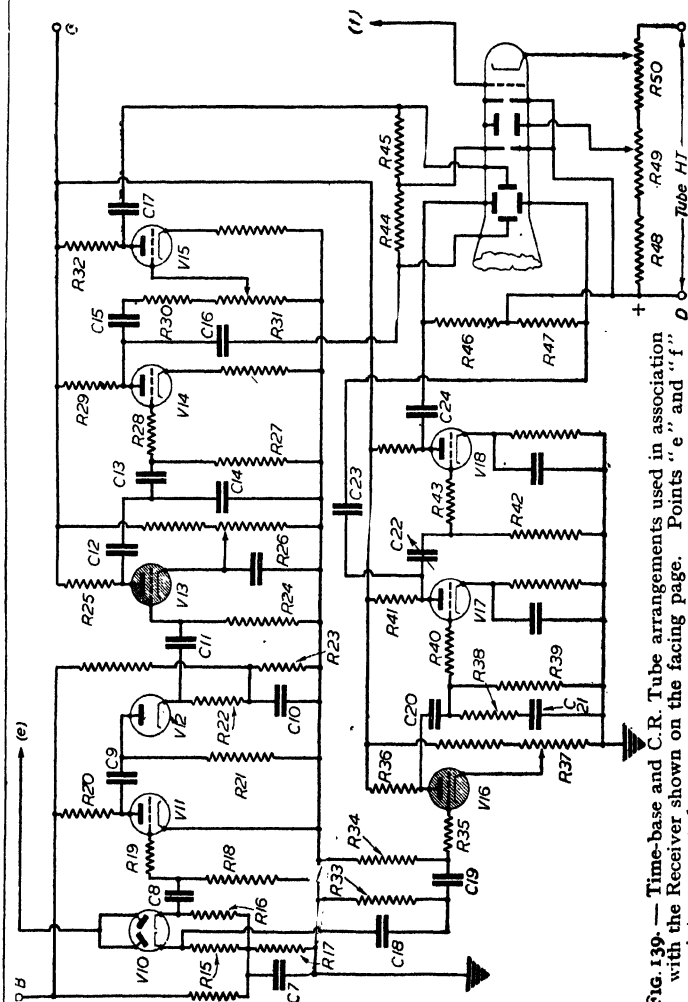 B
(e)
C
(f)
R32
C17
V15
R29
C15
R30
C16
R31
V14
R28
C13
R27
C14
C12
R25
V13
R26
C11
R24
R23
V12
R22
C10
C9
R20
V11
R21
R19
R18
C8
R16
V10
R15
R17
C7
R45
R44
C24
R46
R47
C23
V18
R43
C22
R42
R41
V17
R40
R38
R39
C20
C21
R36
R37
V16
R35
R34
R33
C19
C18
R50
R49
R48
Tube HT
+
D
FIG. 139. — Time-base and C.R. Tube arrangements used in association
with the Receiver shown on the facing page. Points "e" and "f"